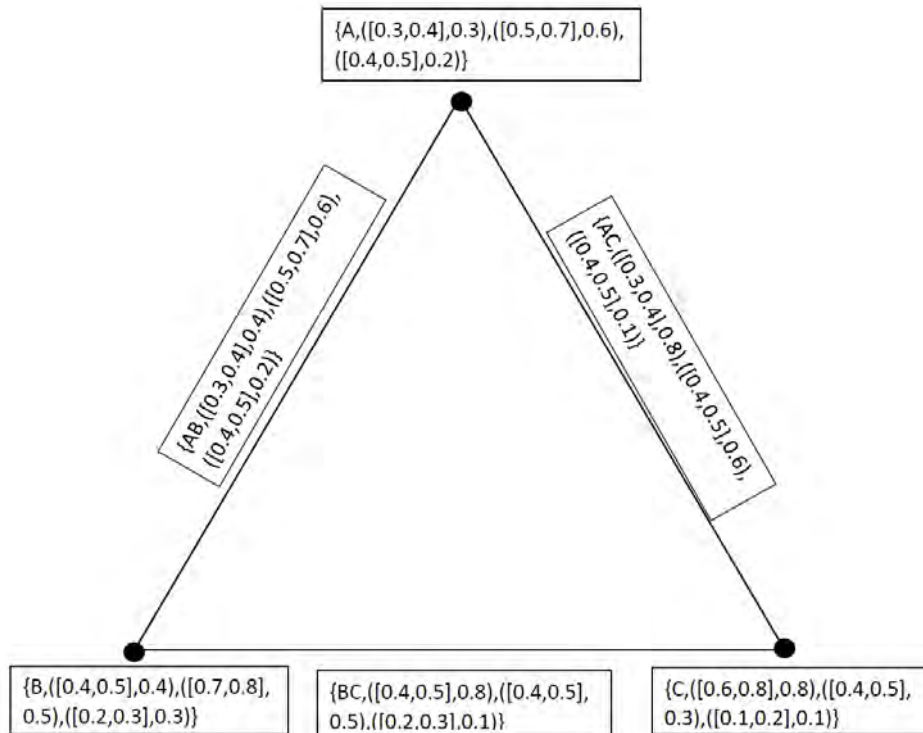 {A,([0.3,0.4],0.3),([0.5,0.7],0.6),
([0.4,0.5],0.2)}
{AB,([0.3,0.4],0.4),([0.5,0.7],0.6),
([0.4,0.5],0.2)}
{AC,([0.3,0.4],0.8),([0.4,0.5],0.6),
([0.4,0.5],0.1)}
{B,([0.4,0.5],0.4),([0.7,0.8],
0.5),([0.2,0.3],0.3)}
{BC,([0.4,0.5],0.8),([0.4,0.5],
0.5),([0.2,0.3],0.1)}
{C,([0.6,0.8],0.8),([0.4,0.5],
0.3),([0.1,0.2],0.1)}